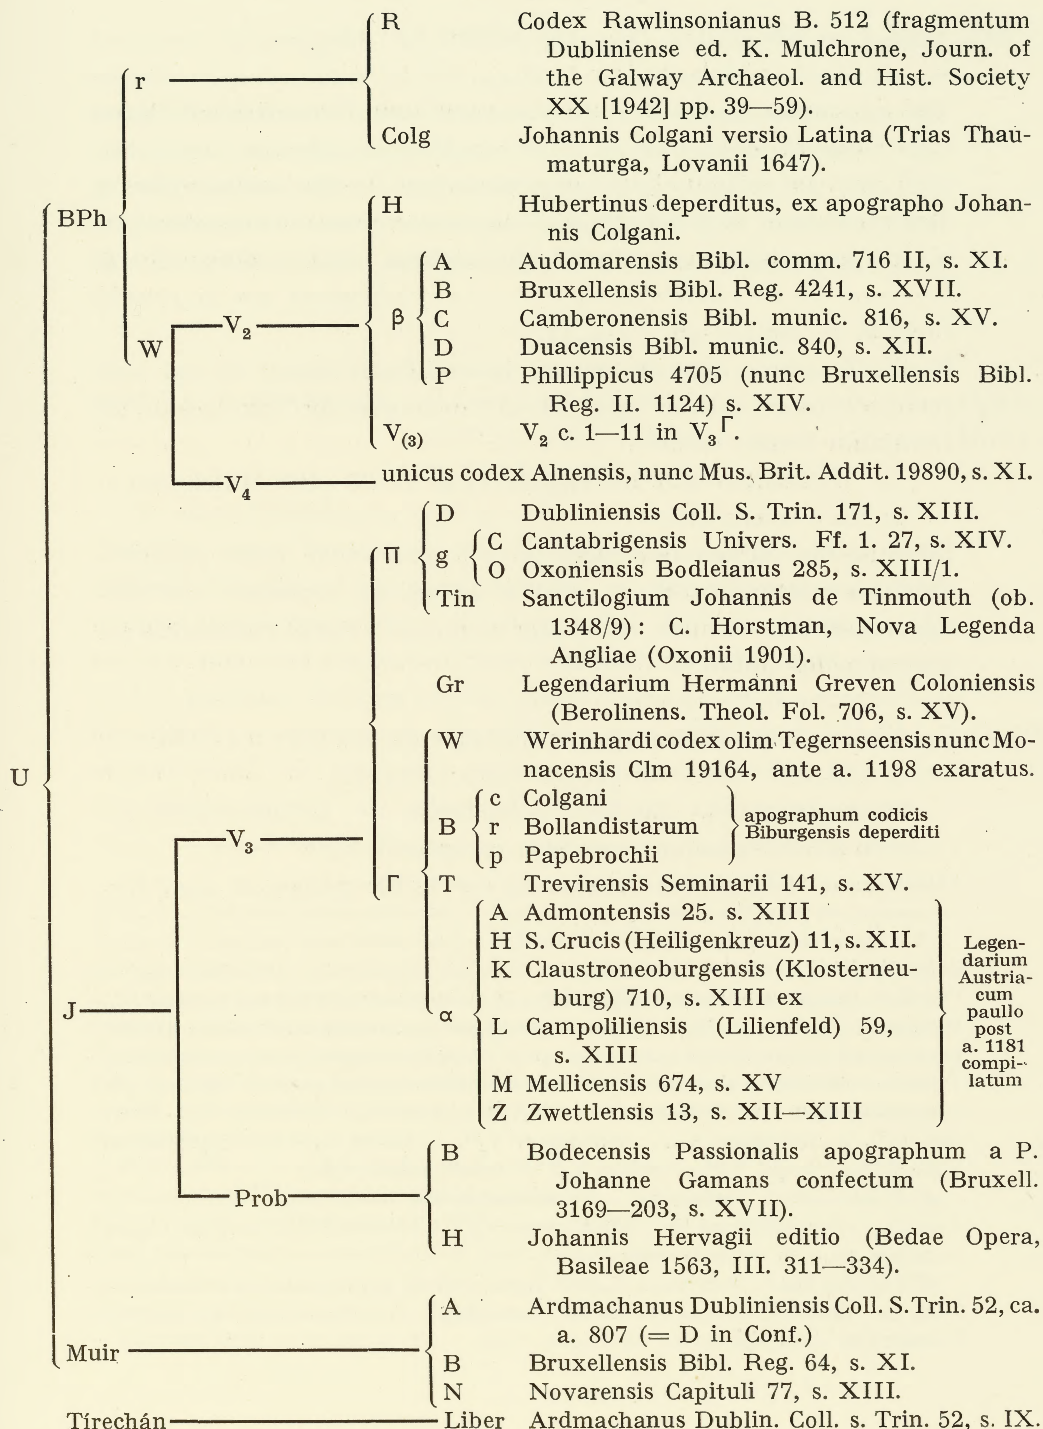 R Codex Rawlinsonianus B. 512 (fragmentum
Dubliniense ed. K. Mulchrone, Journ. of
r the Galway Archaeol. and Hist. Society
XX [1942] pp. 39—59).
Colg Johannis Colgani versio Latina (Trias Thau-
maturga, Lovanii 1647).
BPh H Hubertinus deperditus, ex apographo Johan-
nis Colgani.
A Audomarensis Bibl. comm. 716 II, s. XI.
B Bruxellensis Bibl. Reg. 4241, s. XVII.
V₂ β C Camberonensis Bibl. munic. 816, s. XV.
W D Duacensis Bibl. munic. 840, s. XII.
P Phillippicus 4705 (nunc Bruxellensis Bibl.
Reg. II. 1124) s. XIV.
V₍₃₎ V₂ c. 1—11 in V₃ Γ.
V₄ unicus codex Alnensis, nunc Mus. Brit. Addit. 19890, s. XI.
D Dubliniensis Coll. S. Trin. 171, s. XIII.
Π g C Cantabrigensis Univers. Ff. 1. 27, s. XIV.
O Oxoniensis Bodleianus 285, s. XIII/1.
Tin Sanctilogium Johannis de Tinmouth (ob.
1348/9): C. Horstman, Nova Legenda
Angliae (Oxonii 1901).
Gr Legendarium Hermanni Greven Coloniensis
(Berolinens. Theol. Fol. 706, s. XV).
W Werinhardi codex olim Tegernseensis nunc Mo-
U nacensis Clm 19164, ante a. 1198 exaratus.
c Colgani
V₃ B r Bollandistarum apographum codicis
Biburgensis deperditi
p Papebrochii
Γ T Trevirensis Seminarii 141, s. XV.
A Admontensis 25. s. XIII
H S. Crucis (Heiligenkreuz) 11, s. XII.
K Claustroneoburgensis (Klosterneu-
burg) 710, s. XIII ex
J α L Campoliliensis (Lilienfeld) 59,
s. XIII
M Mellicensis 674, s. XV
Z Zwettlensis 13, s. XII—XIII
Legen-
darium
Austria-
cum
paullo
post
a. 1181
compi-
latum
B Bodecensis Passionalis apographum a P.
Prob Johanne Gamans confectum (Bruxell.
3169—203, s. XVII).
H Johannis Hervagii editio (Bedae Opera,
Basileae 1563, III. 311—334).
A Ardmachanus Dubliniensis Coll. S. Trin. 52, ca.
a. 807 (= D in Conf.)
Muir B Bruxellensis Bibl. Reg. 64, s. XI.
N Novarensis Capituli 77, s. XIII.
Tírechán Liber Ardmachanus Dublin. Coll. s. Trin. 52, s. IX.